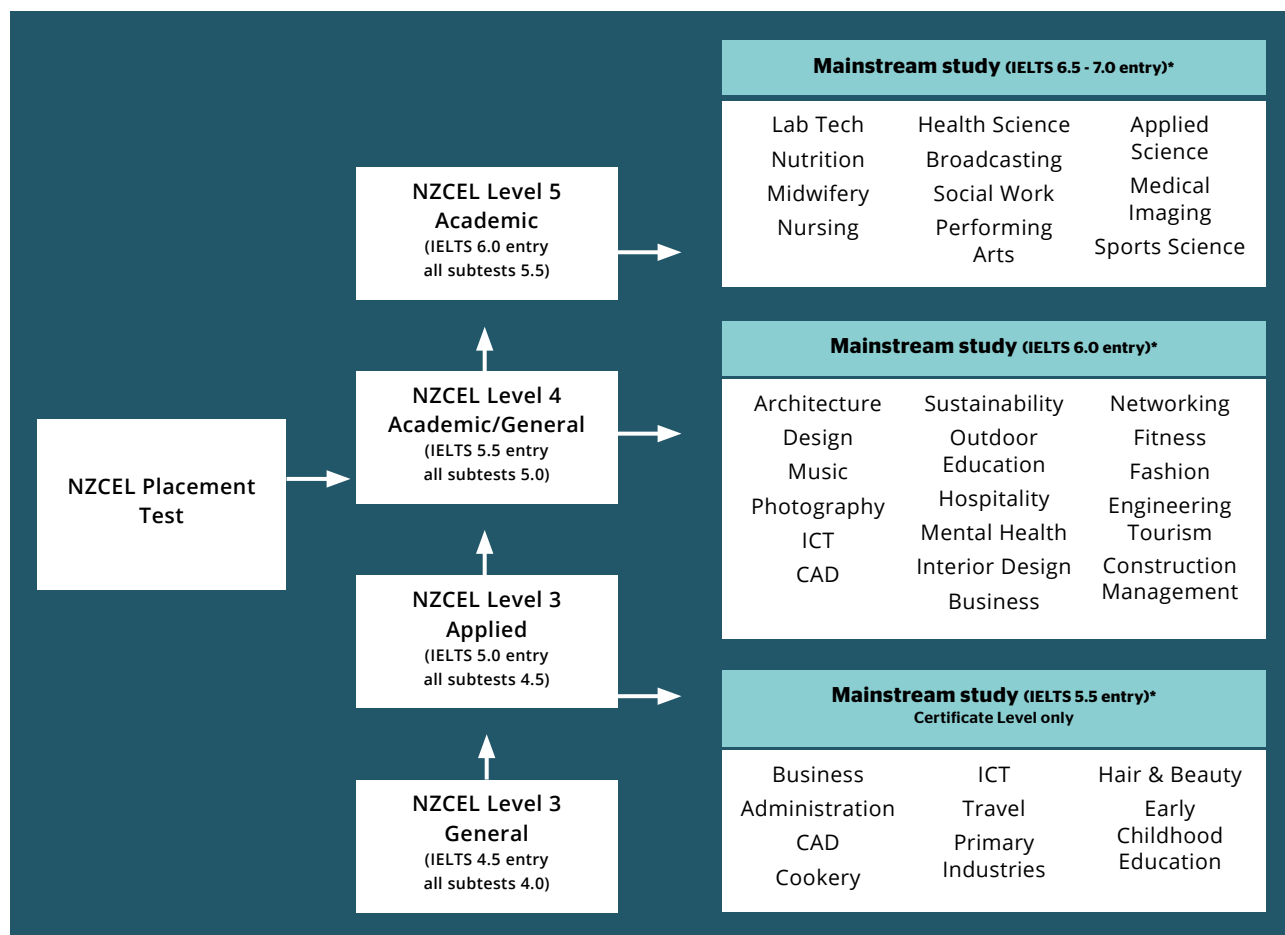 NZCEL Placement
Test
NZCEL Level 5
Academic
(IELTS 6.0 entry
all subtests 5.5)
NZCEL Level 4
Academic/General
(IELTS 5.5 entry
all subtests 5.0)
NZCEL Level 3
Applied
(IELTS 5.0 entry
all subtests 4.5)
NZCEL Level 3
General
(IELTS 4.5 entry
all subtests 4.0)
Mainstream study (IELTS 6.5 - 7.0 entry)*
Lab Tech
Nutrition
Midwifery
Nursing
Health Science
Broadcasting
Social Work
Performing
Arts
Applied
Science
Medical
Imaging
Sports Science
Mainstream study (IELTS 6.0 entry)*
Architecture
Design
Music
Photography
ICT
CAD
Sustainability
Outdoor
Education
Hospitality
Mental Health
Interior Design
Business
Networking
Fitness
Fashion
Engineering
Tourism
Construction
Management
Mainstream study (IELTS 5.5 entry)*
Certificate Level only
Business
Administration
CAD
Cookery
ICT
Travel
Primary
Industries
Hair & Beauty
Early
Childhood
Education